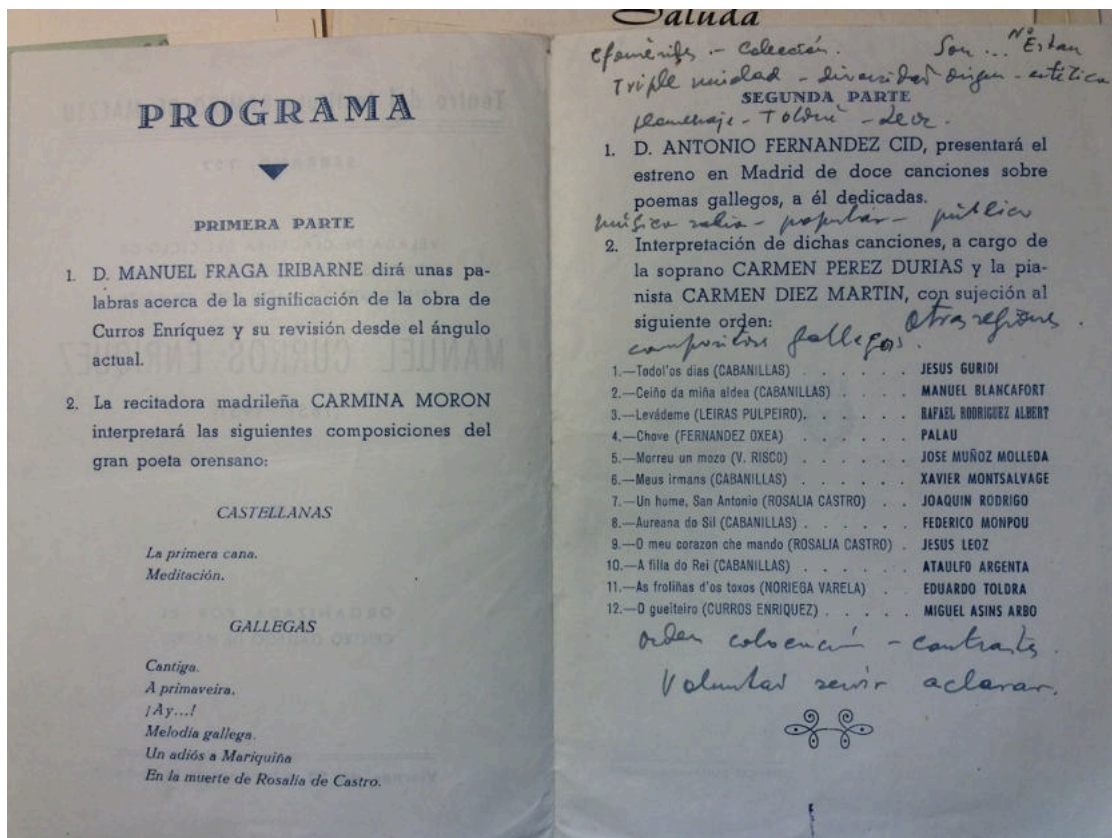 Saluda
PROGRAMA
PRIMERA PARTE
1. D. MANUEL FRAGA IRIBARNE dirá unas pa-
labras acerca de la significación de la obra de
Curros Enríquez y su revisión desde el ángulo
actual.
2. La recitadora madrileña CARMINA MORON
interpretará las siguientes composiciones del
gran poeta orensano:
CASTELLANAS
La primera cana.
Meditación.
GALLEGAS
Cantiga.
A primaveira.
¡Ay...!
Melodía gallega.
Un adiós a Mariquiña
En la muerte de Rosalía de Castro.
Efemérides - Colección. Son... Nº Estan
Triple unidad - diversidad origen - estética
SEGUNDA PARTE
Homenaje - Toldrá - Leoz.
1. D. ANTONIO FERNANDEZ CID, presentará el
estreno en Madrid de doce canciones sobre
poemas gallegos, a él dedicadas.
música sabia - popular - público
2. Interpretación de dichas canciones, a cargo de
la soprano CARMEN PEREZ DURIAS y la pia-
nista CARMEN DIEZ MARTIN, con sujeción al
siguiente orden:
compositores gallegos. Otras regiones.
1.—Todol'os dias (CABANILLAS) . . . . . . JESUS GURIDI
2.—Ceiño da miña aldea (CABANILLAS) . . . . MANUEL BLANCAFORT
3.—Levádeme (LEIRAS PULPEIRO). . . . . . RAFAEL RODRIGUEZ ALBERT
4.—Chove (FERNANDEZ OXEA) . . . . . . PALAU
5.—Morreu un mozo (V. RISCO) . . . . . . JOSE MUÑOZ MOLLEDA
6.—Meus irmans (CABANILLAS) . . . . . . XAVIER MONTSALVAGE
7.—Un home, San Antonio (ROSALIA CASTRO) . . JOAQUIN RODRIGO
8.—Aureana do Sil (CABANILLAS) . . . . . . FEDERICO MONPOU
9.—O meu corazon che mando (ROSALIA CASTRO) . JESUS LEOZ
10.—A filla do Rei (CABANILLAS) . . . . . . ATAULFO ARGENTA
11.—As froliñas d'os toxos (NORIEGA VARELA) . . EDUARDO TOLDRA
12.—O gueiteiro (CURROS ENRIQUEZ) . . . . . MIGUEL ASINS ARBO
orden colocación - contrastes.
Voluntad servir aclarar.